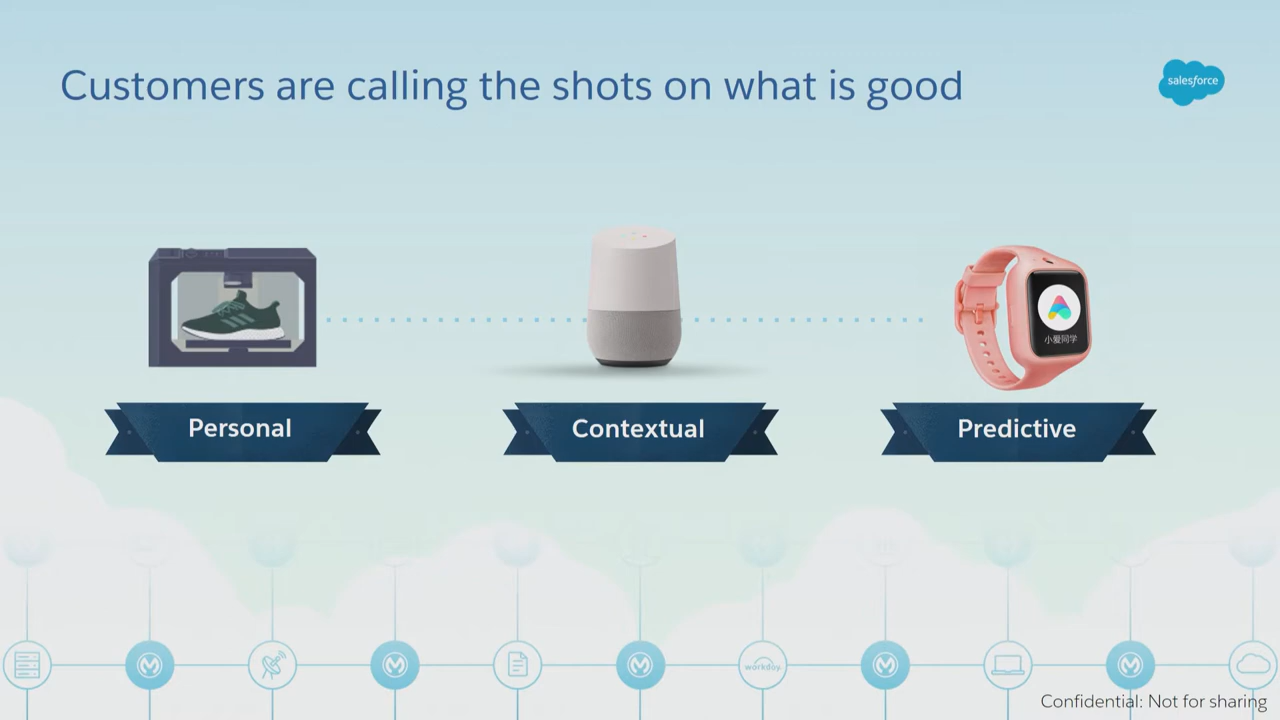 Customers are calling the shots on what is good
salesforce
小爱同学
Personal
Contextual
Predictive
workday.
Confidential: Not for sharing